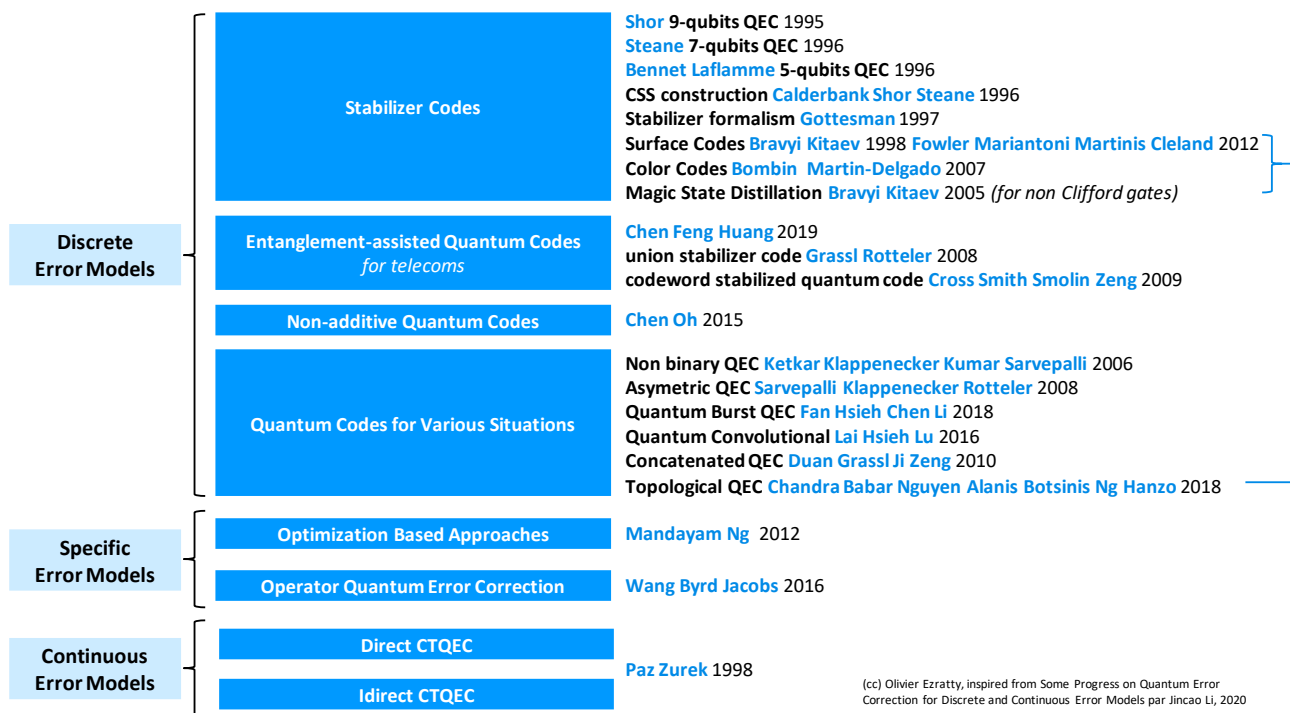 Shor 9-qubits QEC 1995
Steane 7-qubits QEC 1996
Bennet Laflamme 5-qubits QEC 1996
Stabilizer Codes
CSS construction Calderbank Shor Steane 1996
Stabilizer formalism Gottesman 1997
Surface Codes Bravyi Kitaev 1998 Fowler Mariantoni Martinis Cleland 2012
Color Codes Bombin Martin-Delgado 2007
Magic State Distillation Bravyi Kitaev 2005 (for non Clifford gates)
Discrete
Error Models
Entanglement-assisted Quantum Codes
for telecoms
Chen Feng Huang 2019
union stabilizer code Grassl Rotteler 2008
codeword stabilized quantum code Cross Smith Smolin Zeng 2009
Non-additive Quantum Codes
Chen Oh 2015
Quantum Codes for Various Situations
Non binary QEC Ketkar Klappenecker Kumar Sarvepalli 2006
Asymetric QEC Sarvepalli Klappenecker Rotteler 2008
Quantum Burst QEC Fan Hsieh Chen Li 2018
Quantum Convolutional Lai Hsieh Lu 2016
Concatenated QEC Duan Grassl Ji Zeng 2010
Topological QEC Chandra Babar Nguyen Alanis Botsinis Ng Hanzo 2018
Specific
Error Models
Optimization Based Approaches
Mandayam Ng 2012
Operator Quantum Error Correction
Wang Byrd Jacobs 2016
Continuous
Error Models
Direct CTQEC
Idirect CTQEC
Paz Zurek 1998
(cc) Olivier Ezratty, inspired from Some Progress on Quantum Error
Correction for Discrete and Continuous Error Models par Jincao Li, 2020